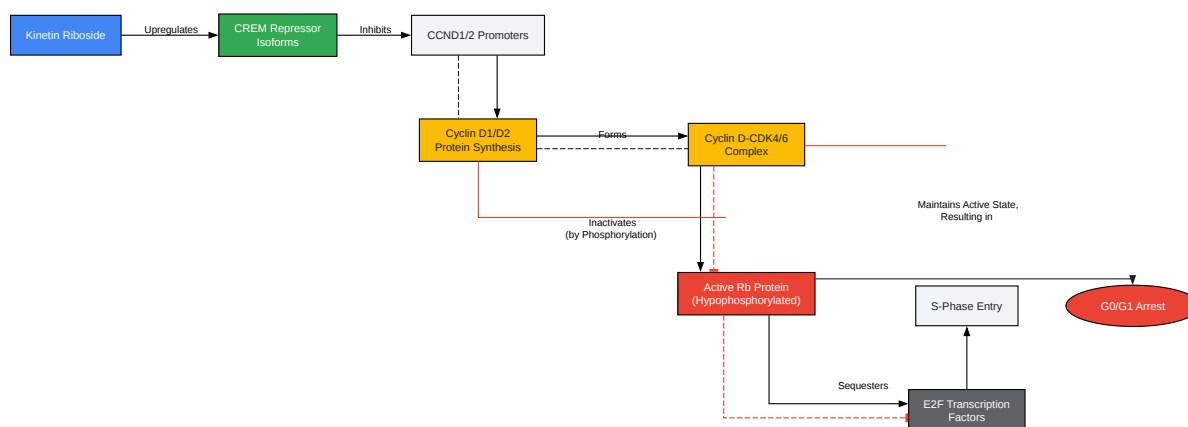 Kinetin Riboside
Upregulates
CREM Repressor
Isoforms
Inhibits
CCND1/2 Promoters
Cyclin D1/D2
Protein Synthesis
Forms
Cyclin D-CDK4/6
Complex
Maintains Active State,
Resulting in
Inactivates
(by Phosphorylation)
Active Rb Protein
(Hypophosphorylated)
S-Phase Entry
G0/G1 Arrest
Sequesters
E2F Transcription
Factors